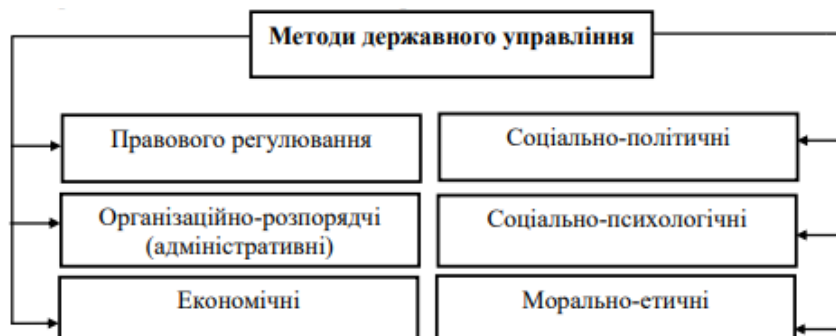 Методи державного управління
Правового регулювання
Соціально-політичні
Організаційно-розпорядчі
(адміністративні)
Соціально-психологічні
Економічні
Морально-етичні